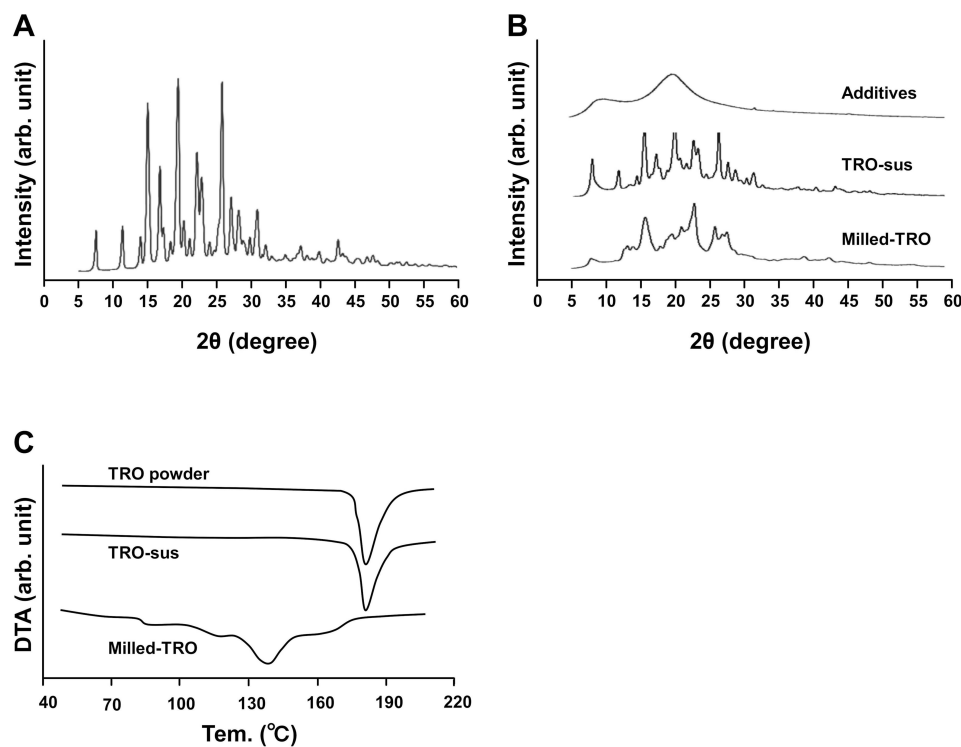 A
Intensity (arb. unit)
0 5 10 15 20 25 30 35 40 45 50 55 60
2θ (degree)
B
Intensity (arb. unit)
Additives
TRO-sus
Milled-TRO
0 5 10 15 20 25 30 35 40 45 50 55 60
2θ (degree)
C
DTA (arb. unit)
TRO powder
TRO-sus
Milled-TRO
40 70 100 130 160 190 220
Tem. (℃)